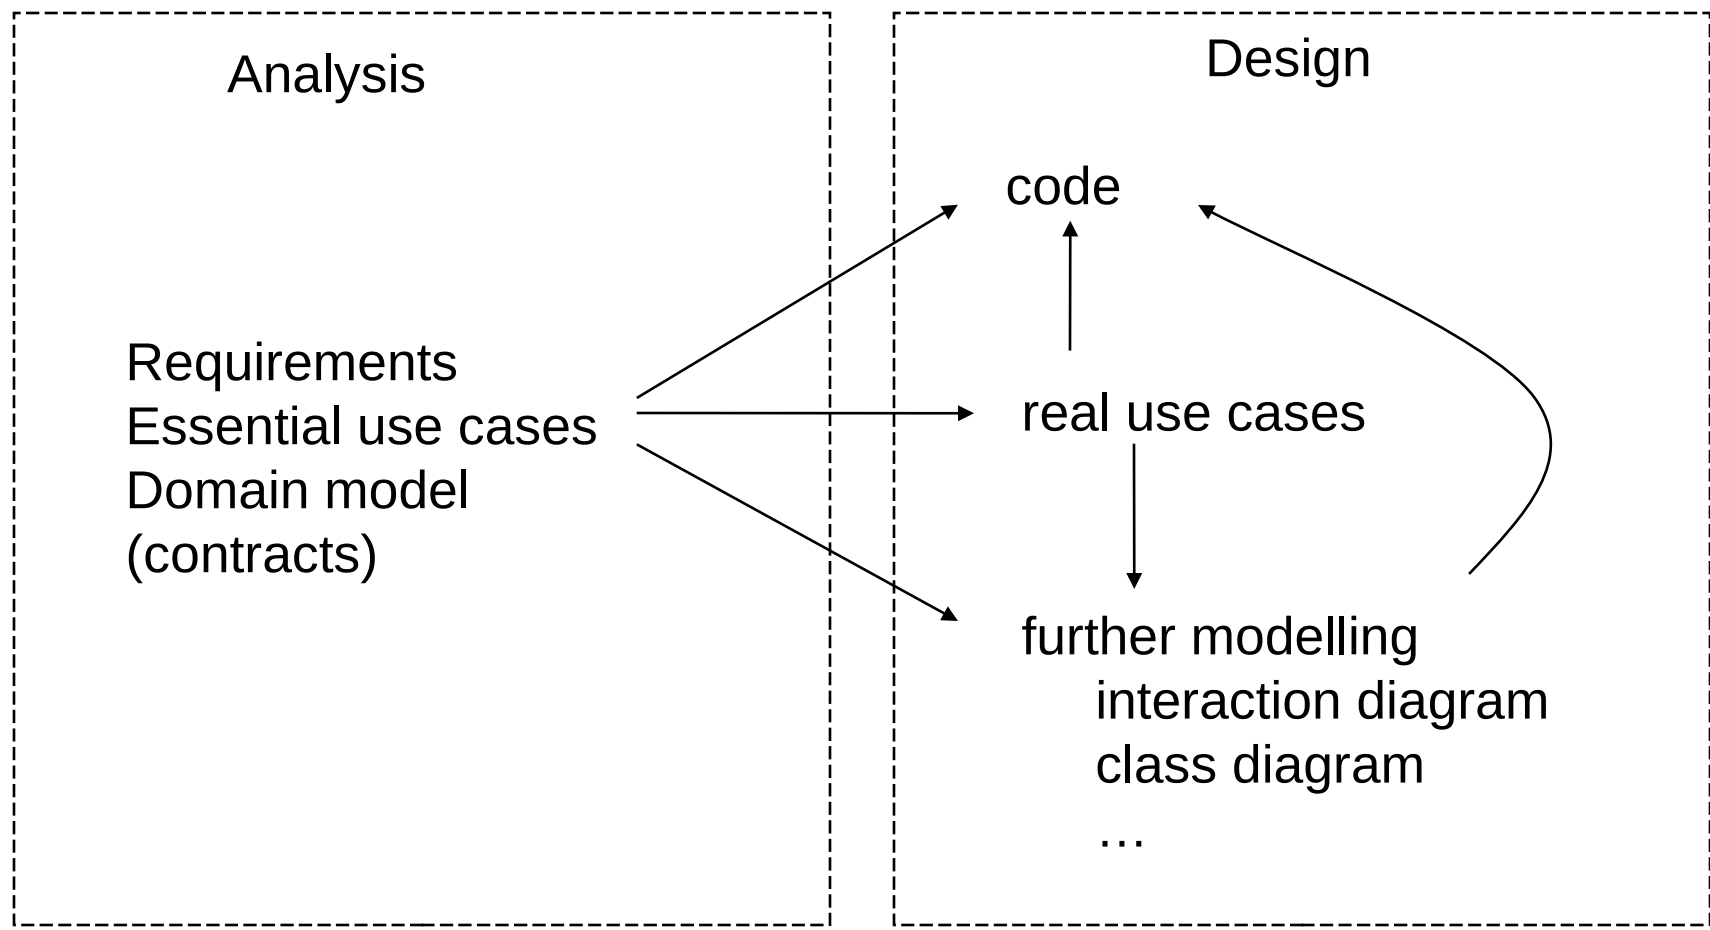 Analysis
Requirements
Essential use cases
Domain model
(contracts)
Design
code
real use cases
further modelling
interaction diagram
class diagram
…